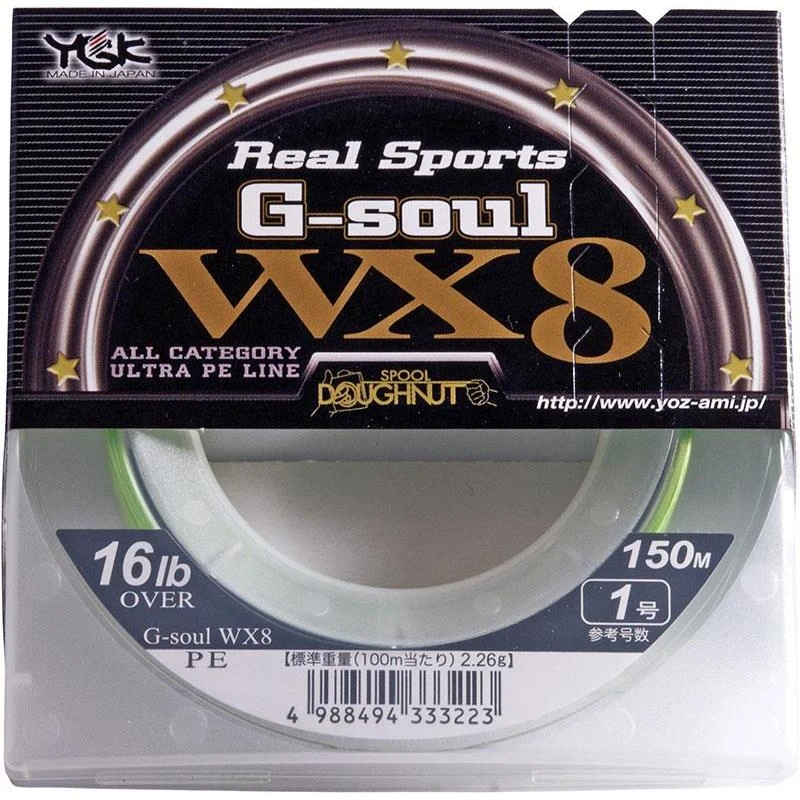 YGK
MADE IN JAPAN
Real Sports
G-soul
WX8
ALL CATEGORY
ULTRA PE LINE
SPOOL
DOUGHNUT
http://www.yoz-ami.jp/
16lb
OVER
150M
1号
参考号数
G-soul WX8
PE
【標準重量(100m当たり) 2.26g】
4 988494 333223